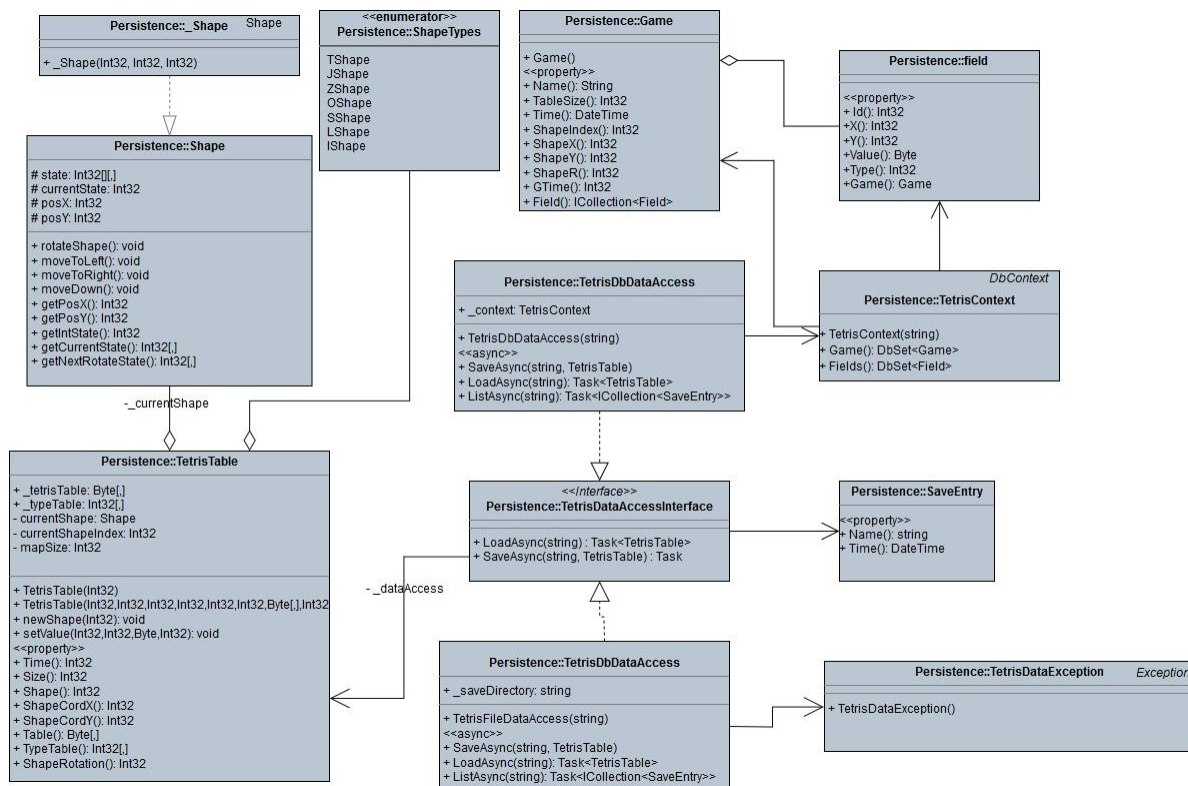 Persistence::_Shape
Shape
+ _Shape(Int32, Int32, Int32)
<<enumerator>>
Persistence::ShapeTypes
TShape
JShape
ZShape
OShape
SShape
LShape
IShape
Persistence::Game
+ Game()
<<property>>
+ Name(): String
+ TableSize(): Int32
+ Time(): DateTime
+ ShapeIndex(): Int32
+ ShapeX(): Int32
+ ShapeY(): Int32
+ ShapeR(): Int32
+ GTime(): Int32
+ Field(): ICollection<Field>
Persistence::field
<<property>>
+ Id(): Int32
+X(): Int32
+Y(): Int32
+Value(): Byte
+Type(): Int32
+Game(): Game
Persistence::Shape
# state: Int32[][,]
# currentState: Int32
# posX: Int32
# posY: Int32
+ rotateShape(): void
+ moveToLeft(): void
+ moveToRight(): void
+ moveDown(): void
+ getPosX(): Int32
+ getPosY(): Int32
+ getIntState(): Int32
+ getCurrentState(): Int32[,]
+ getNextRotateState(): Int32[,]
-_currentShape
Persistence::TetrisDbDataAccess
+ _context: TetrisContext
+ TetrisDbDataAccess(string)
<<async>>
+ SaveAsync(string, TetrisTable)
+ LoadAsync(string): Task<TetrisTable>
+ ListAsync(string): Task<ICollection<SaveEntry>>
DbContext
Persistence::TetrisContext
+ TetrisContext(string)
+ Game(): DbSet<Game>
+ Fields(): DbSet<Field>
Persistence::TetrisTable
+ _tetrisTable: Byte[,]
+ _typeTable: Int32[,]
- currentShape: Shape
- currentShapeIndex: Int32
- mapSize: Int32
+ TetrisTable(Int32)
+ TetrisTable(Int32,Int32,Int32,Int32,Int32,Int32,Byte[,],Int32
+ newShape(Int32): void
+ setValue(Int32,Int32,Byte,Int32): void
<<property>>
+ Time(): Int32
+ Size(): Int32
+ Shape(): Int32
+ ShapeCordX(): Int32
+ ShapeCordY(): Int32
+ Table(): Byte[,]
+ TypeTable(): Int32[,]
+ ShapeRotation(): Int32
<<Interface>>
Persistence::TetrisDataAccessInterface
+ LoadAsync(string) : Task<TetrisTable>
+ SaveAsync(string, TetrisTable) : Task
- _dataAccess
Persistence::SaveEntry
<<property>>
+ Name(): string
+ Time(): DateTime
Persistence::TetrisDbDataAccess
+ _saveDirectory: string
+ TetrisFileDataAccess(string)
<<async>>
+ SaveAsync(string, TetrisTable)
+ LoadAsync(string): Task<TetrisTable>
+ ListAsync(string): Task<ICollection<SaveEntry>>
Persistence::TetrisDataException
Exception
+ TetrisDataException()